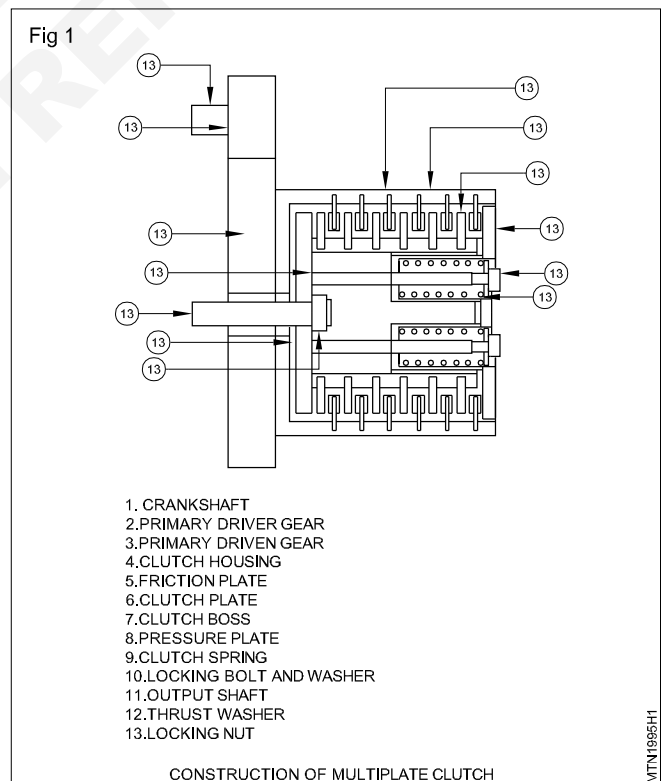 Fig 1
13
13
13
13
13
13
13
13
13
13
13
13
13
1. CRANKSHAFT
2.PRIMARY DRIVER GEAR
3.PRIMARY DRIVEN GEAR
4.CLUTCH HOUSING
5.FRICTION PLATE
6.CLUTCH PLATE
7.CLUTCH BOSS
8.PRESSURE PLATE
9.CLUTCH SPRING
10.LOCKING BOLT AND WASHER
11.OUTPUT SHAFT
12.THRUST WASHER
13.LOCKING NUT
CONSTRUCTION OF MULTIPLATE CLUTCH